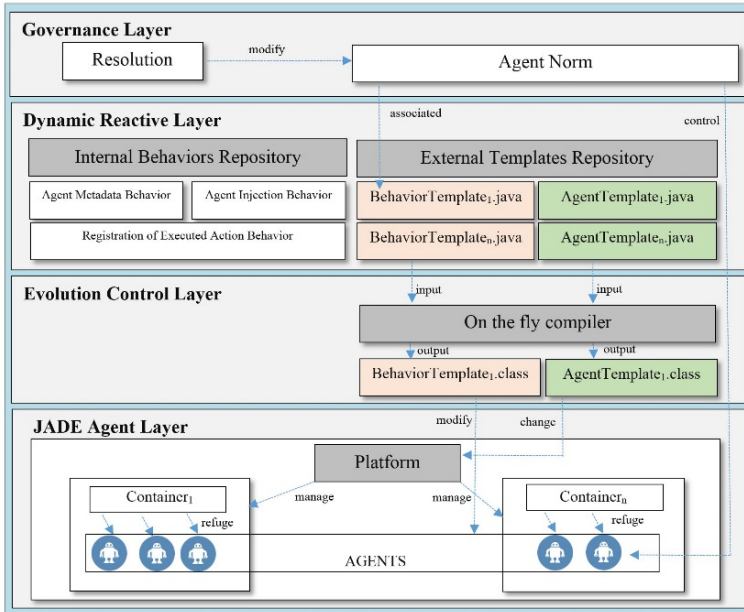 Governance Layer
Resolution
modify
Agent Norm
Dynamic Reactive Layer
associated
control
Internal Behaviors Repository
External Templates Repository
Agent Metadata Behavior
Agent Injection Behavior
BehaviorTemplate₁.java
AgentTemplate₁.java
Registration of Executed Action Behavior
BehaviorTemplateₙ.java
AgentTemplateₙ.java
Evolution Control Layer
input
input
On the fly compiler
output
output
BehaviorTemplate₁.class
AgentTemplate₁.class
JADE Agent Layer
modify
change
Platform
Container₁
manage
manage
Containerₙ
refuge
refuge
AGENTS